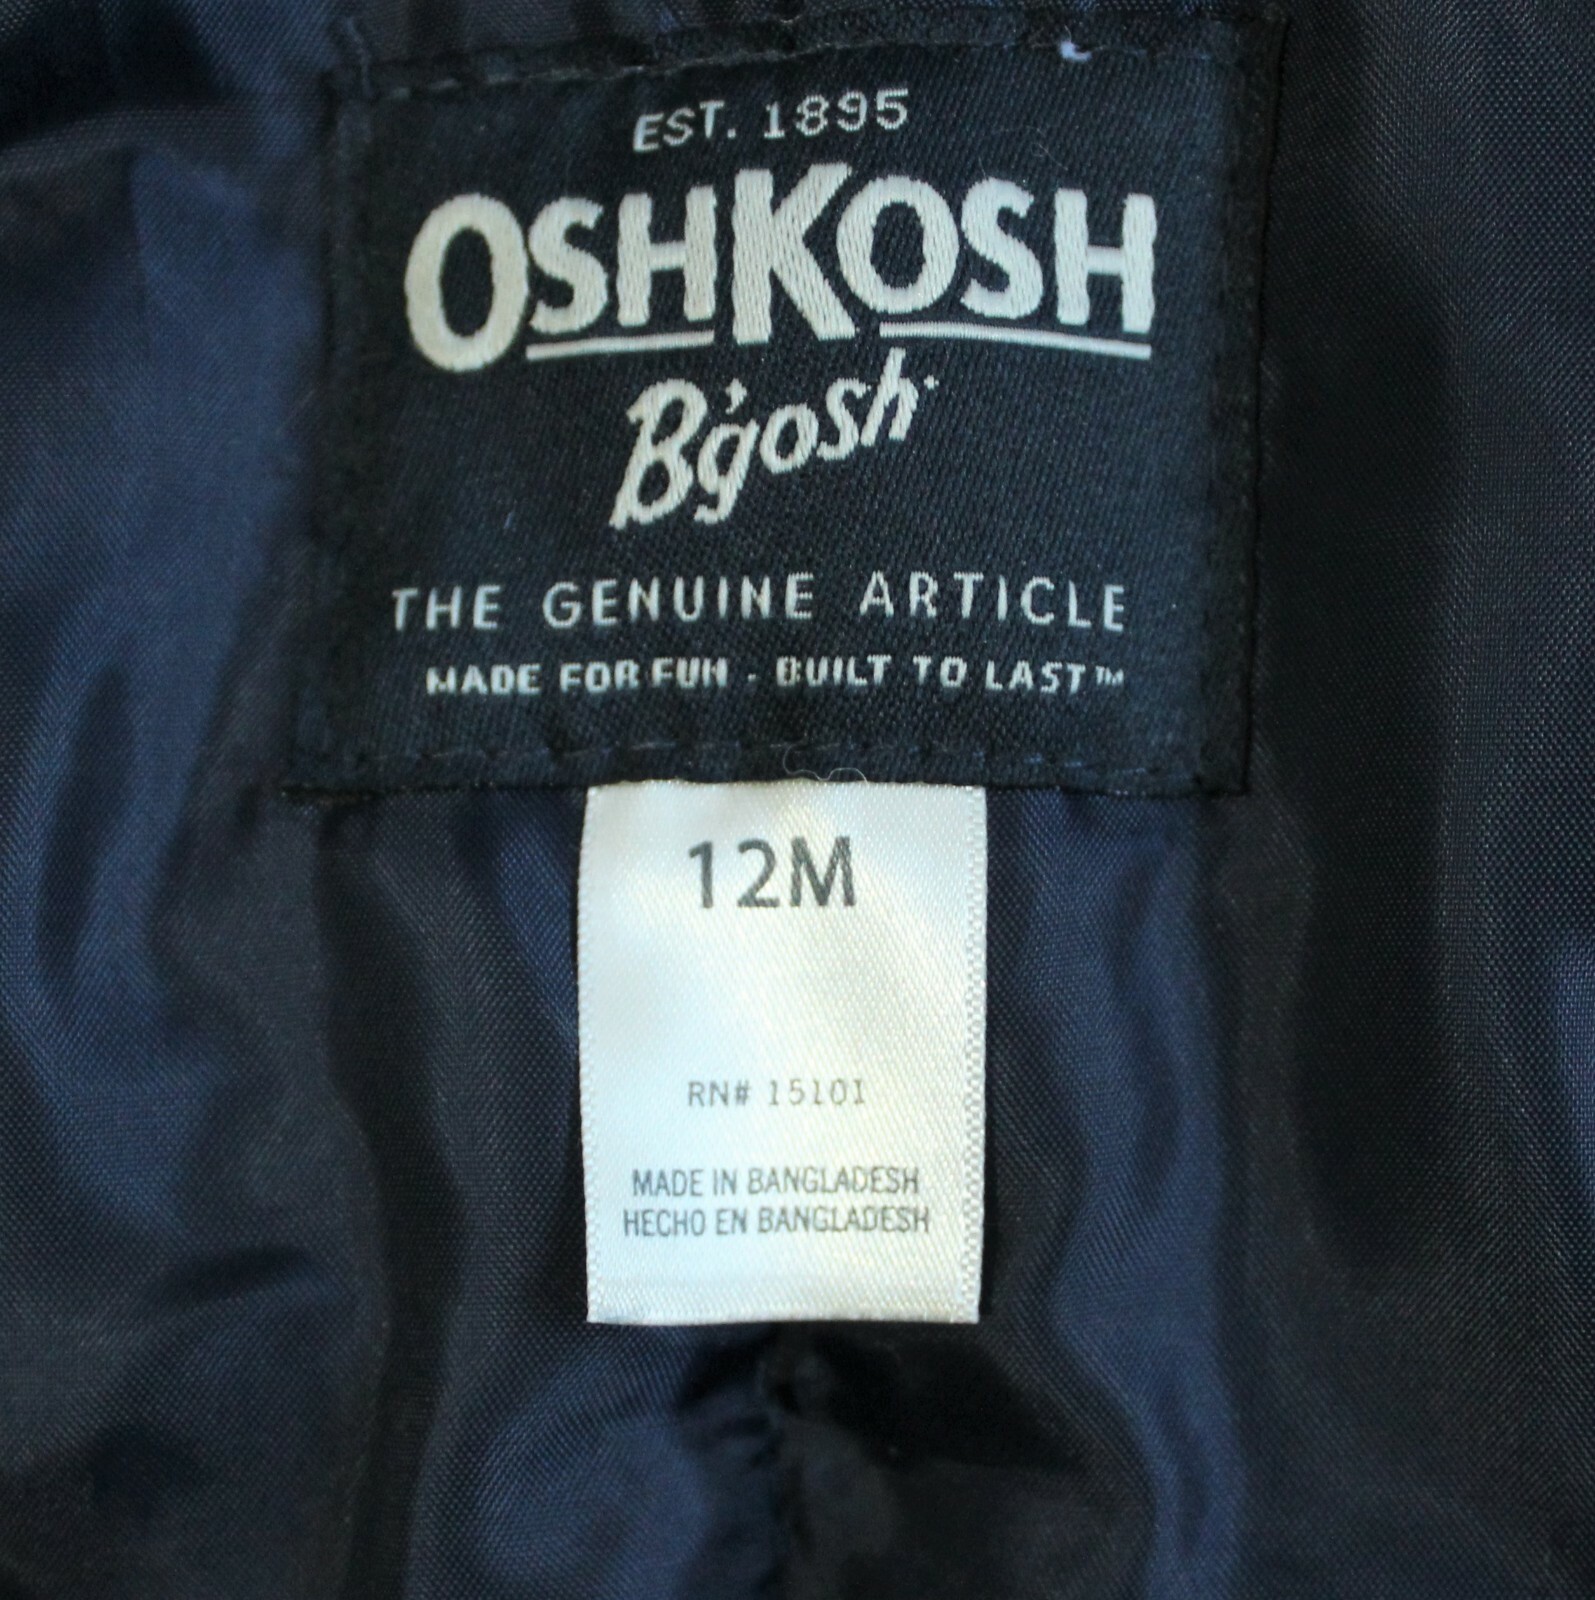 EST. 1895
OSHKOSH
B'gosh
THE GENUINE ARTICLE
MADE FOR FUN · BUILT TO LAST™
12M
RN# 15101
MADE IN BANGLADESH
HECHO EN BANGLADESH